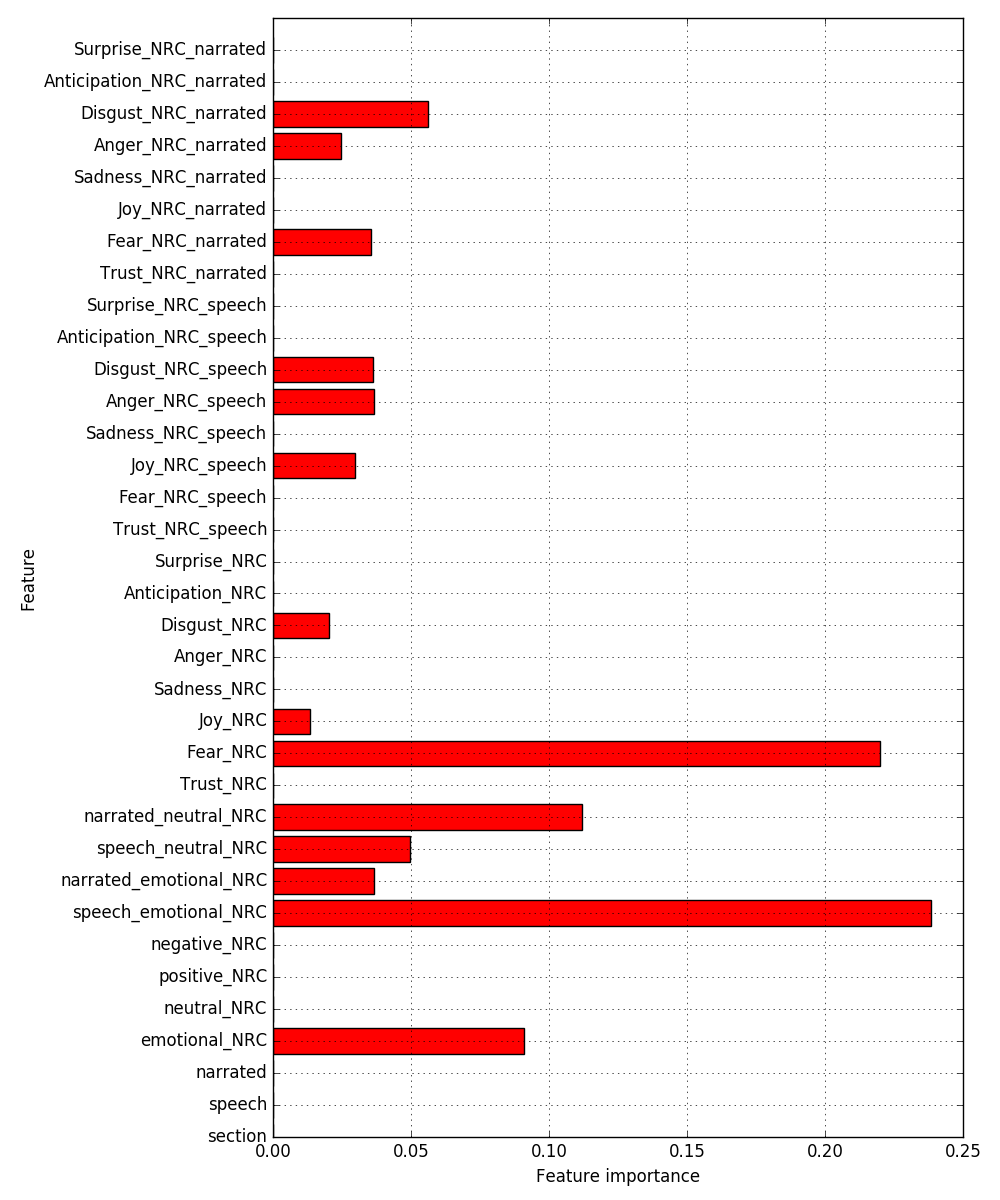 Surprise_NRC_narrated
Anticipation_NRC_narrated
Disgust_NRC_narrated
Anger_NRC_narrated
Sadness_NRC_narrated
Joy_NRC_narrated
Fear_NRC_narrated
Trust_NRC_narrated
Surprise_NRC_speech
Anticipation_NRC_speech
Disgust_NRC_speech
Anger_NRC_speech
Sadness_NRC_speech
Joy_NRC_speech
Fear_NRC_speech
Trust_NRC_speech
Surprise_NRC
Anticipation_NRC
Disgust_NRC
Anger_NRC
Sadness_NRC
Joy_NRC
Fear_NRC
Trust_NRC
narrated_neutral_NRC
speech_neutral_NRC
narrated_emotional_NRC
speech_emotional_NRC
negative_NRC
positive_NRC
neutral_NRC
emotional_NRC
narrated
speech
section
Feature
0.00 0.05 0.10 0.15 0.20 0.25
Feature importance